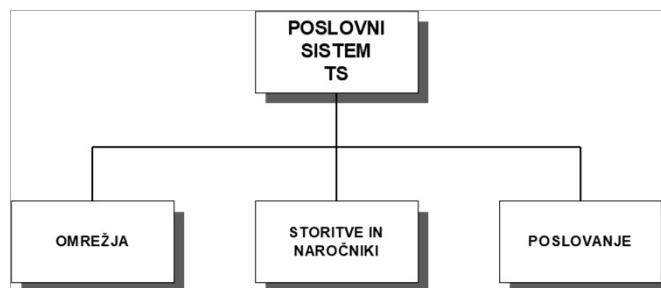 POSLOVNI
SISTEM
TS
OMREŽJA
STORITVE IN
NAROČNIKI
POSLOVANJE